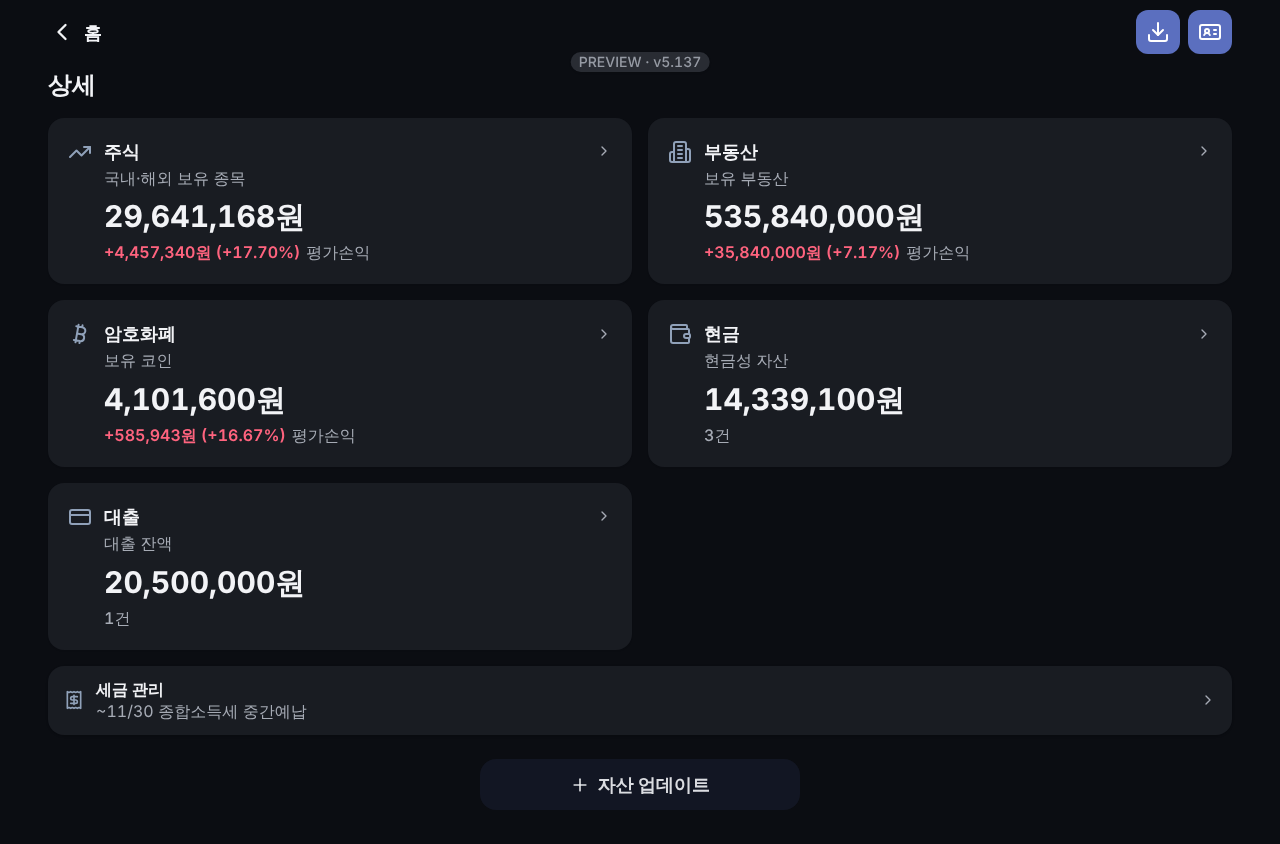 홈
PREVIEW · v5.137
상세
주식
국내·해외 보유 종목
29,641,168원
+4,457,340원 (+17.70%) 평가손익
부동산
보유 부동산
535,840,000원
+35,840,000원 (+7.17%) 평가손익
암호화폐
보유 코인
4,101,600원
+585,943원 (+16.67%) 평가손익
현금
현금성 자산
14,339,100원
3건
대출
대출 잔액
20,500,000원
1건
세금 관리
~11/30 종합소득세 중간예납
+ 자산 업데이트